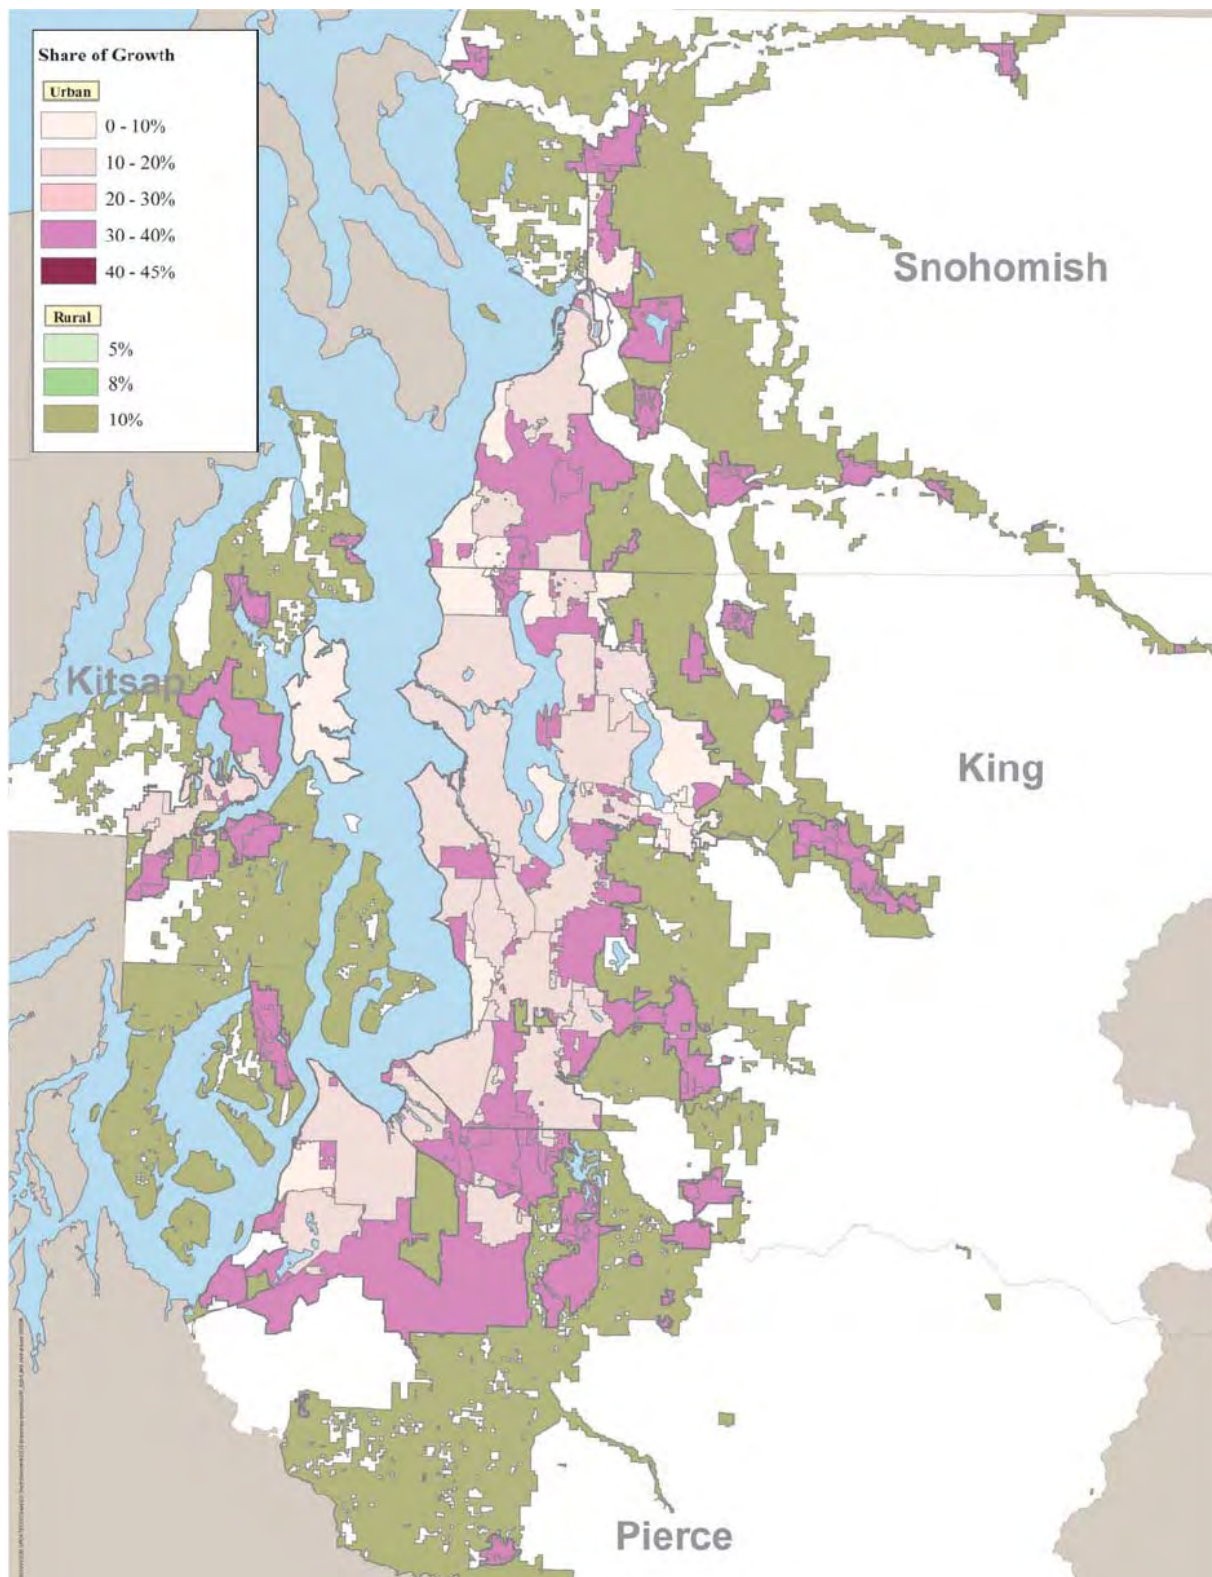 Share of Growth
Urban
0 - 10%
10 - 20%
20 - 30%
30 - 40%
40 - 45%
Rural
5%
8%
10%
Snohomish
Kitsap
King
Pierce